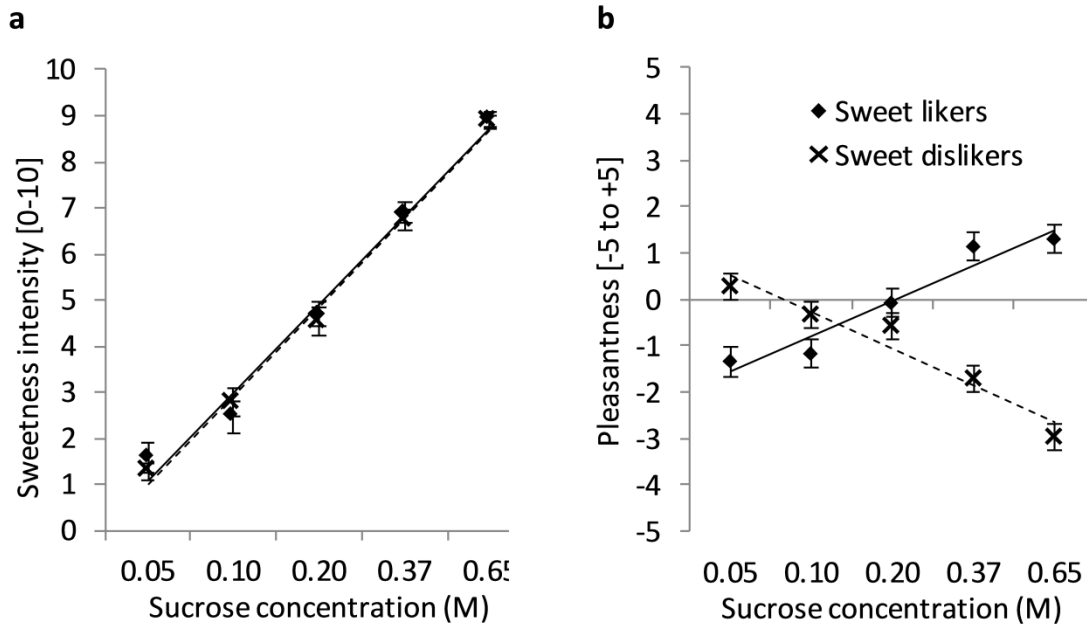 a
10
9
8
7
6
5
4
3
2
1
0
Sweetness intensity [0-10]
0.05 0.10 0.20 0.37 0.65
Sucrose concentration (M)
b
5
4
3
2
1
0
-1
-2
-3
-4
-5
Pleasantness [-5 to +5]
Sweet likers
Sweet dislikers
0.05 0.10 0.20 0.37 0.65
Sucrose concentration (M)